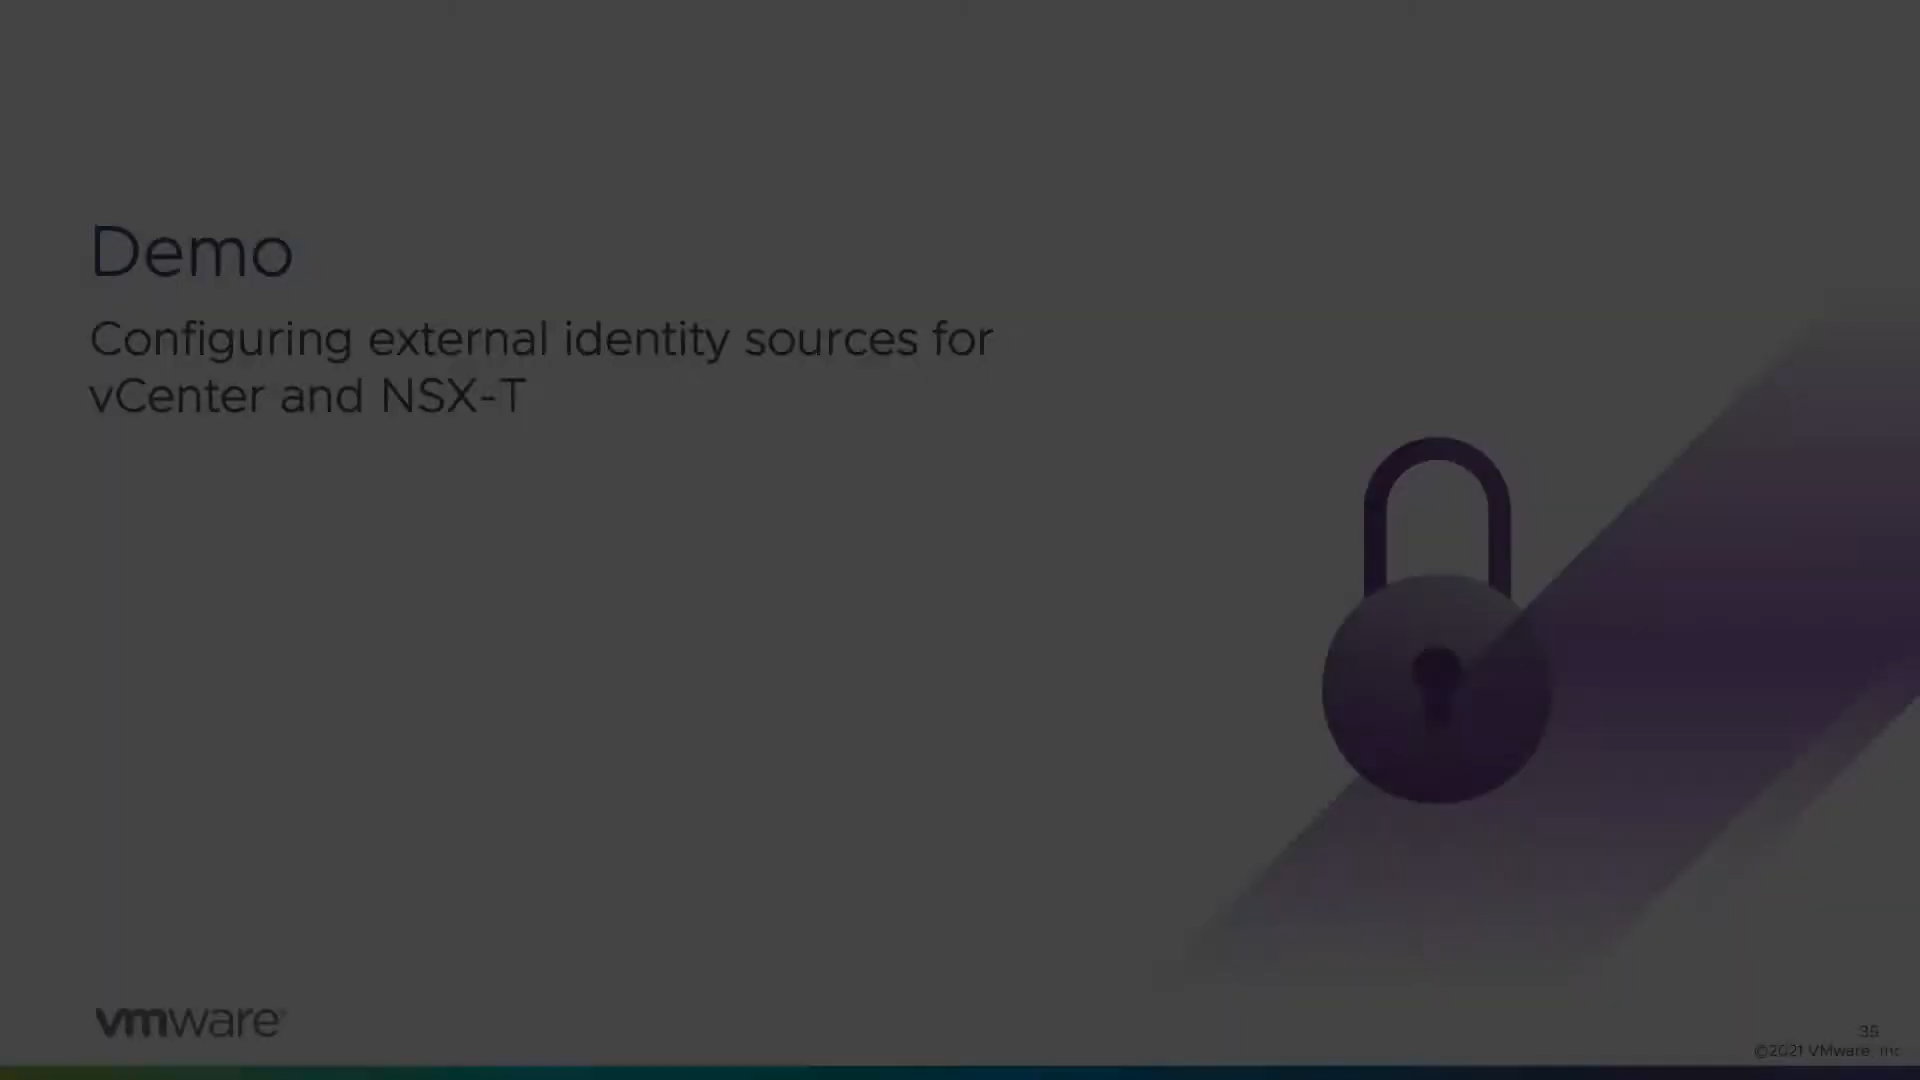 Demo
Configuring external identity sources for
vCenter and NSX-T
vmware
35
©2021 VMware, Inc.